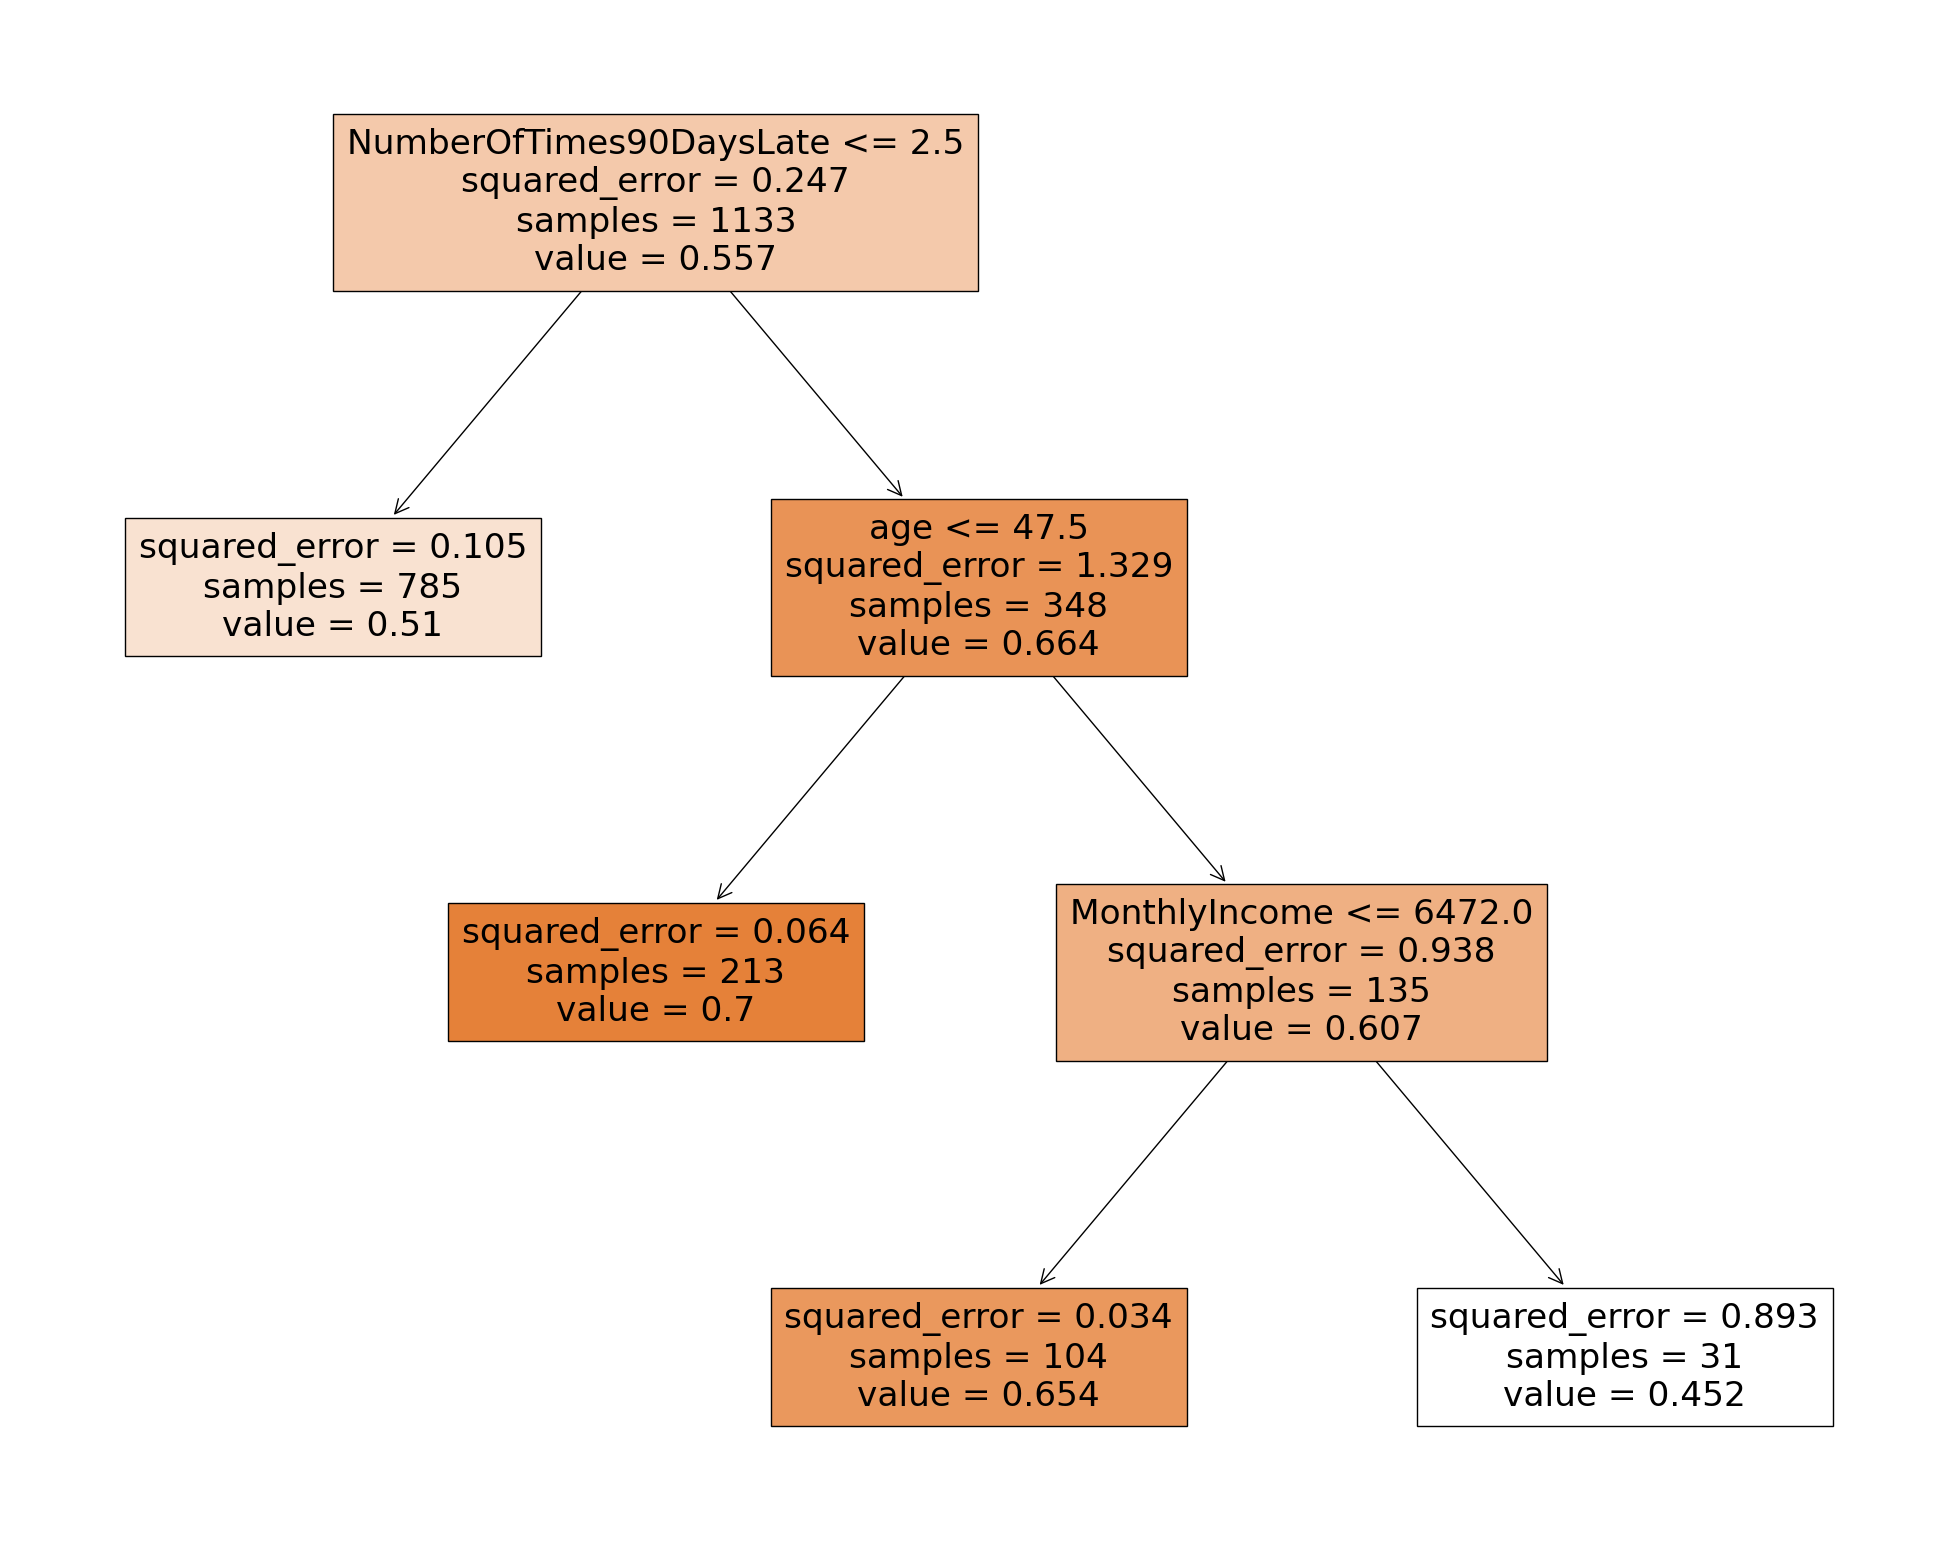 NumberOfTimes90DaysLate <= 2.5
squared_error = 0.247
samples = 1133
value = 0.557
squared_error = 0.105
samples = 785
value = 0.51
age <= 47.5
squared_error = 1.329
samples = 348
value = 0.664
squared_error = 0.064
samples = 213
value = 0.7
MonthlyIncome <= 6472.0
squared_error = 0.938
samples = 135
value = 0.607
squared_error = 0.034
samples = 104
value = 0.654
squared_error = 0.893
samples = 31
value = 0.452